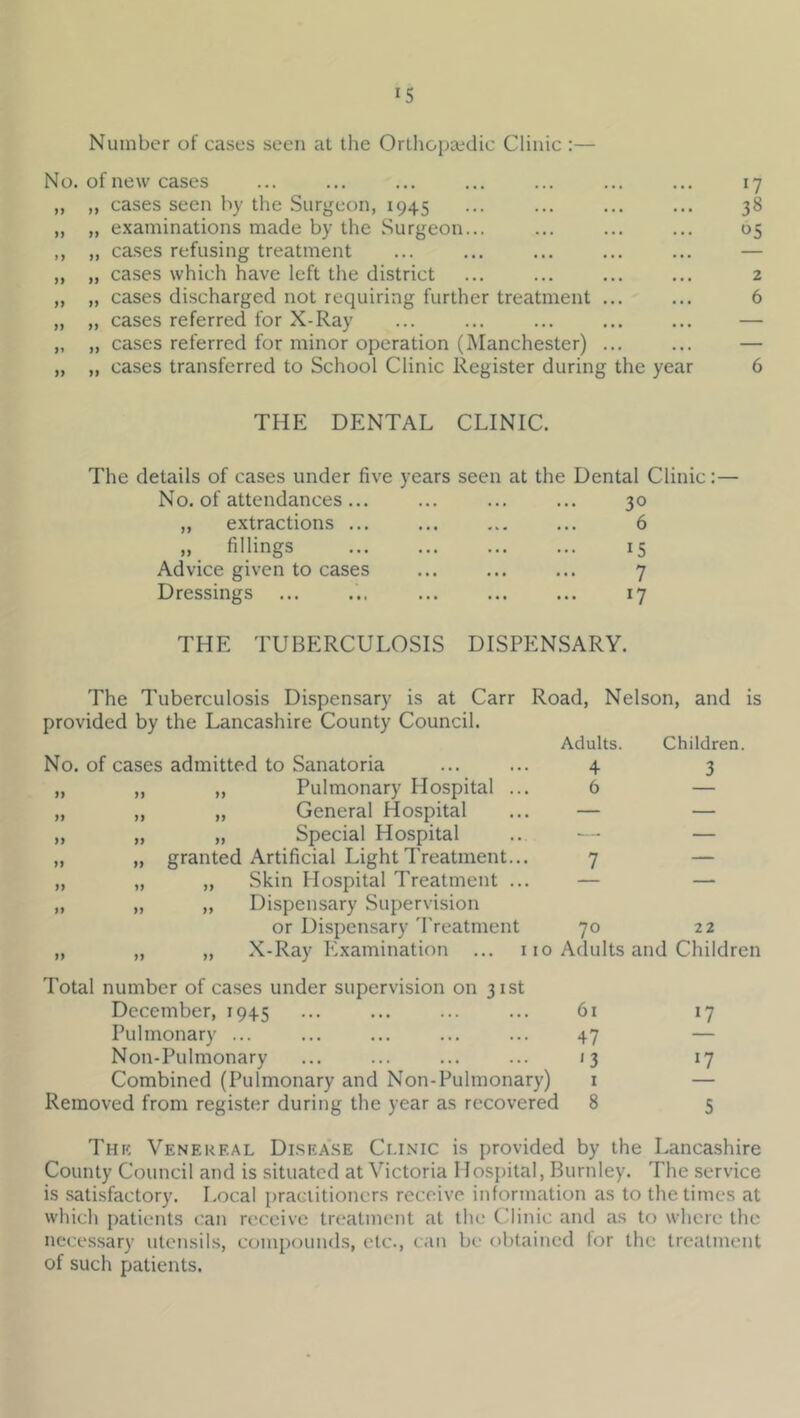 15
Number of cases seen at the Orthopædic Clinic :—
No. of new cases ... ... ... ... ... ... ... 17
„ „ cases seen by the Surgeon, 1945 ... ... ... ... 38
„ „ examinations made by the Surgeon... ... ... ... 65
„ „ cases refusing treatment ... ... ... ... ... —
„ „ cases which have left the district ... ... ... ... 2
„ „ cases discharged not requiring further treatment ... ... 6
„ „ cases referred for X-Ray ... ... ... ... ... —
„ „ cases referred for minor operation (Manchester) ... ... —
„ „ cases transferred to School Clinic Register during the year 6
THE DENTAL CLINIC.
The details of cases under five years seen at the Dental Clinic :—
No. of attendances ... ... ... ... 30
„ extractions ... ... ... ... 6
„ fillings ... ... ... ... 15
Advice given to cases ... ... ... 7
Dressings ... ... ... ... ... 17
THE TUBERCULOSIS DISPENSARY.
The Tuberculosis Dispensary is at Carr Road, Nelson, and is
provided by the Lancashire County Council.
Adults. Children.
No. of cases admitted to Sanatoria ... ... 4 3
„ „ „ Pulmonary Hospital ... 6 —
„ „ „ General Hospital ... — —
„ „ „ Special Hospital .. — —
„ „ granted Artificial Light Treatment... 7 —
„ „ „ Skin Hospital Treatment ... — —
„ „ „ Dispensary Supervision
or Dispensary Treatment 70 22
„ „ „ X-Ray Examination ... 110 Adults and Children
Total number of cases under supervision on 31st
December, 1945 ... ... ... ... 61 17
Pulmonary ... ... ... ... ... 47 —
Non-Pulmonary ... ... ... ... 13 17
Combined (Pulmonary and Non-Pulmonary) 1 —
Removed from register during the year as recovered 8 5
The Venereal Disease Clinic is provided by the Lancashire
County Council and is situated at Victoria Hospital, Burnley. The service
is satisfactory. Local practitioners receive information as to the times at
which patients can receive treatment at the Clinic and as to where the
necessary utensils, compounds, etc., can be obtained for the treatment
of such patients.